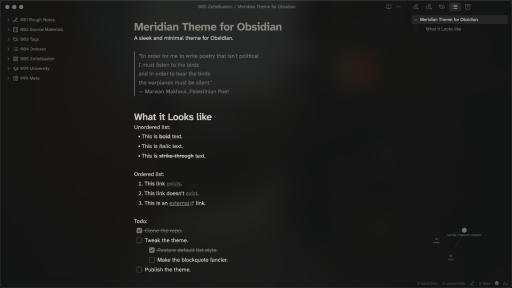 005 Zettelkasten / Meridian Theme for Obsidian
001 Rough Notes
002 Source Materials
003 Tags
004 Indexes
005 Zettelkasten
006 University
999 Meta
Meridian Theme for Obsidian
A sleek and minimal theme for Obsidian.
"In order for me to write poetry that isn't political
I must listen to the birds
and in order to hear the birds
the warplanes must be silent."
— Marwan Makhoul, Palestinian Poet
What it Looks like
Unordered list:
• This is bold text.
• This is italic text.
• This is strike-through text.
Ordered list:
1. This link exists.
2. This link doesn't exist.
3. This is an external link.
Todo:
Clone the repo.
Tweak the theme.
Restore default list style.
Make the blockquote fancier.
Publish the theme.
Meridian Theme for Obsidian
What it Looks like